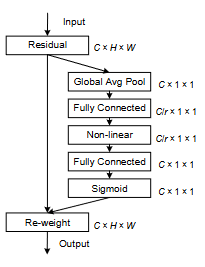 Input
Residual C × H × W
Global Avg Pool C × 1 × 1
Fully Connected C/r × 1 × 1
Non-linear C/r × 1 × 1
Fully Connected C × 1 × 1
Sigmoid C × 1 × 1
Re-weight C × H × W
Output